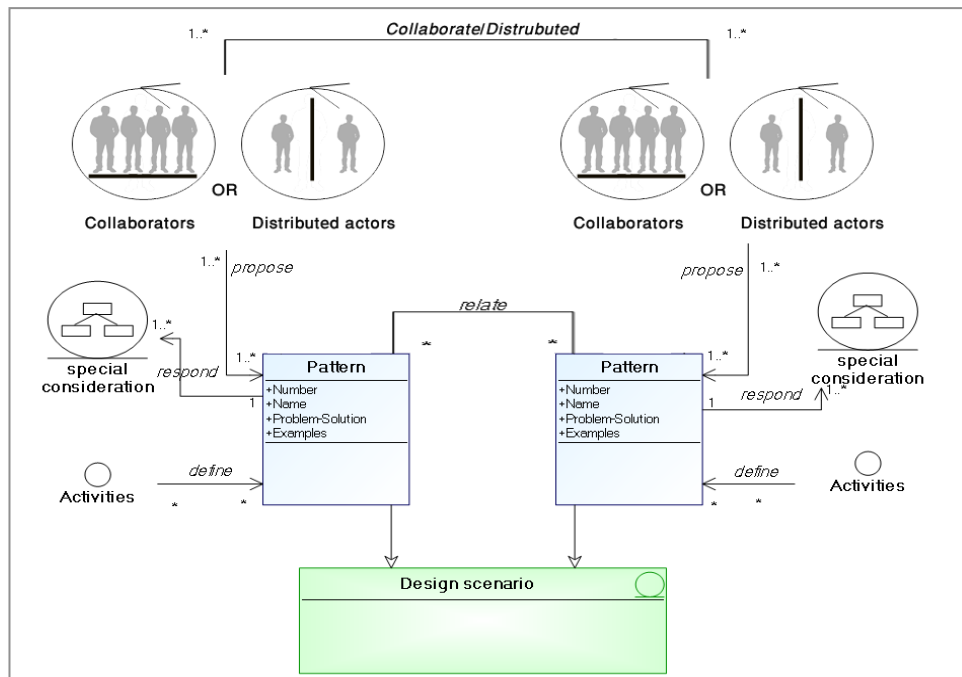 Collaborate/Distrubuted
1..*
1..*
OR
OR
Collaborators
Distributed actors
Collaborators
Distributed actors
1..*
propose
propose
1..*
relate
1..*
*
*
special
consideration
respond
1..*
1..*
special
consideration
1..*
respond
1
1
Pattern
+Number
+Name
+Problem-Solution
+Examples
Pattern
+Number
+Name
+Problem-Solution
+Examples
define
define
Activities
Activities
*
*
*
*
Design scenario